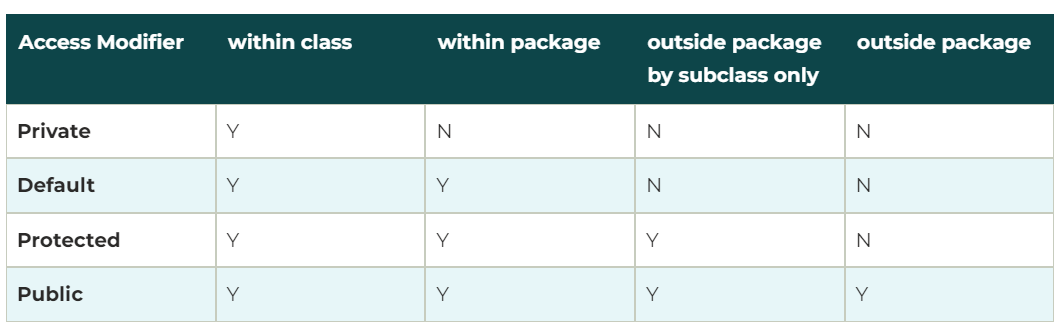 Access Modifier within class within package outside package outside package
by subclass only
Private Y N N N
Default Y Y N N
Protected Y Y Y N
Public Y Y Y Y